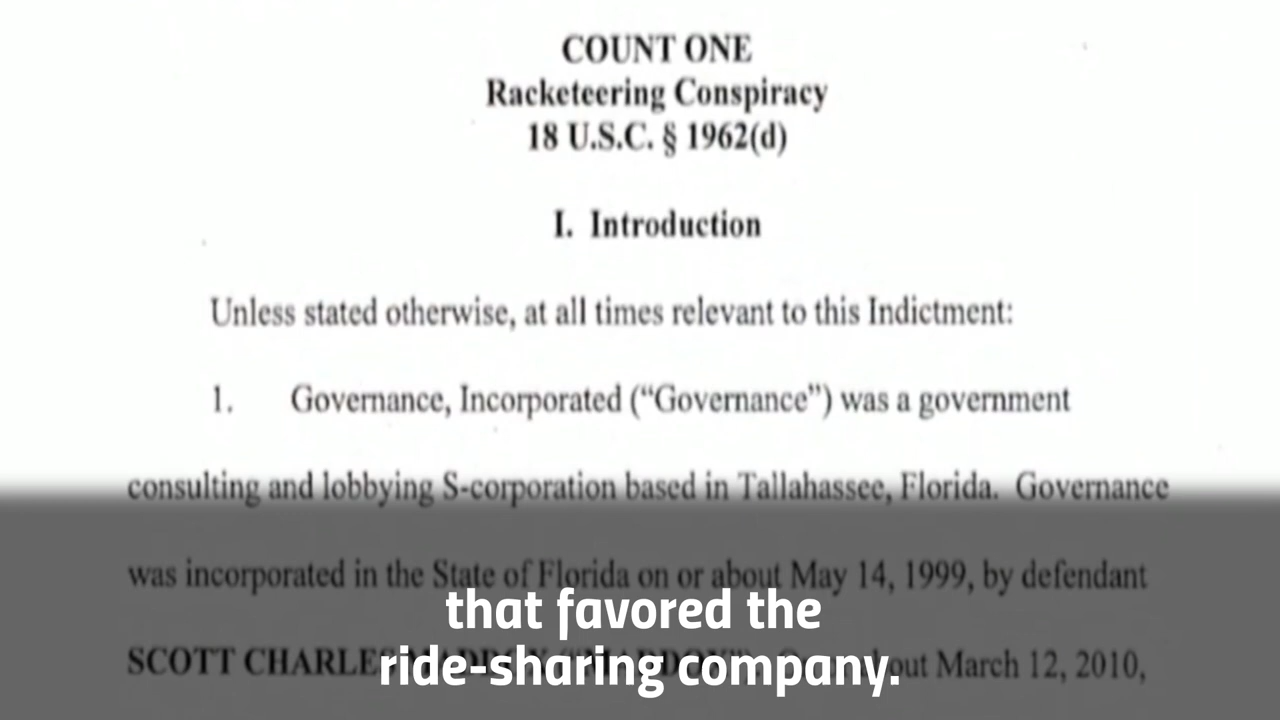 COUNT ONE
Racketeering Conspiracy
18 U.S.C. § 1962(d)
I. Introduction
Unless stated otherwise, at all times relevant to this Indictment:
1. Governance, Incorporated (“Governance”) was a government
consulting and lobbying S-corporation based in Tallahassee, Florida. Governance
was incorporated in the State of Florida on or about May 14, 1999, by defendant
SCOTT CHARLES about March 12, 2010,
that favored the
ride-sharing company.